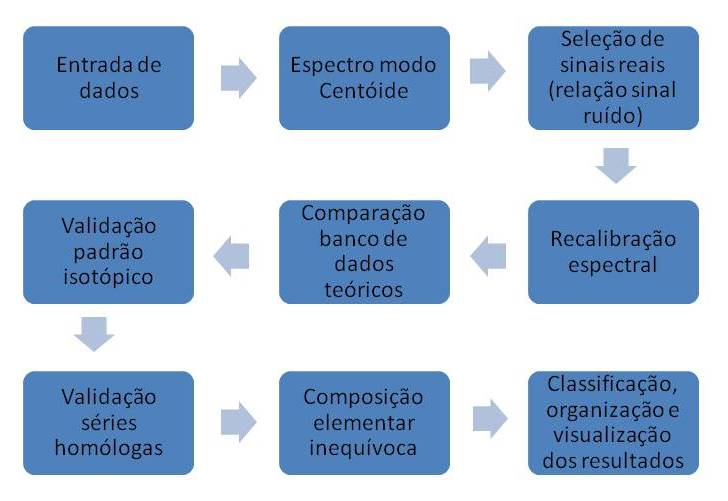 Entrada de
dados
Espectro modo
Centóide
Seleção de
sinais reais
(relação sinal
ruído)
Recalibração
espectral
Comparação
banco de
dados
teóricos
Validação
padrão
isotópico
Validação
séries
homólogas
Composição
elementar
inequívoca
Classificação,
organização e
visualização
dos resultados